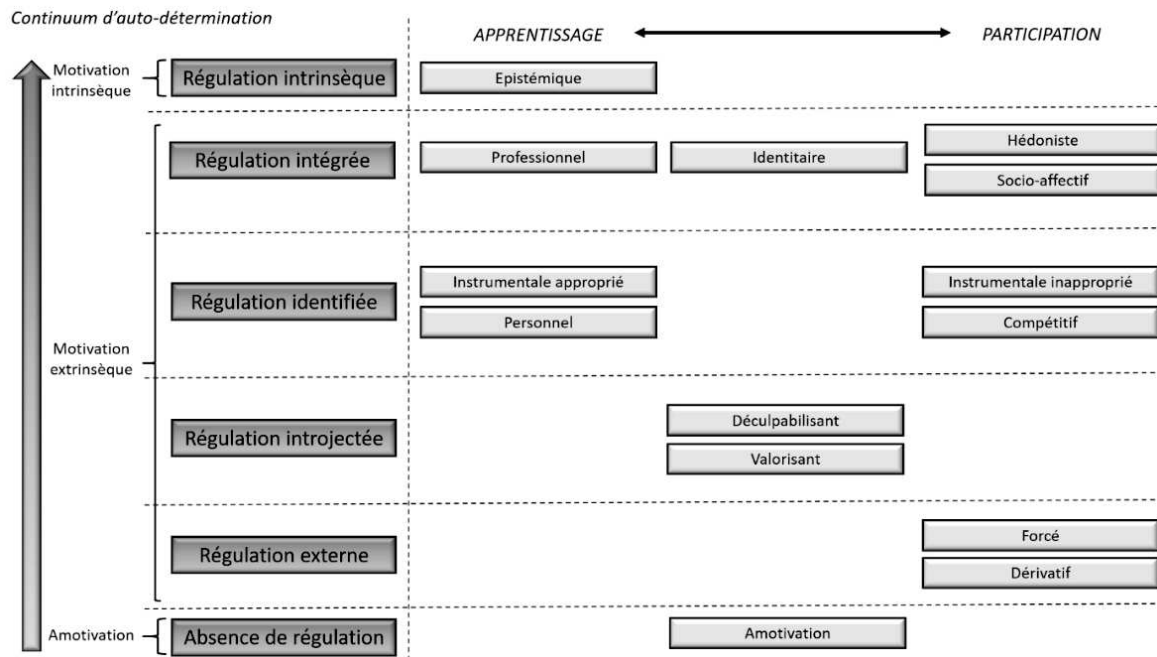 Continuum d'auto-détermination
APPRENTISSAGE
PARTICIPATION
Motivation
intrinsèque
Régulation intrinsèque
Epistémique
Régulation intégrée
Professionnel
Identitaire
Hédoniste
Socio-affectif
Motivation
extrinsèque
Régulation identifiée
Instrumentale approprié
Personnel
Instrumentale inapproprié
Compétitif
Régulation introjectée
Déculpabilisant
Valorisant
Régulation externe
Forcé
Dérivatif
Amotivation
Absence de régulation
Amotivation